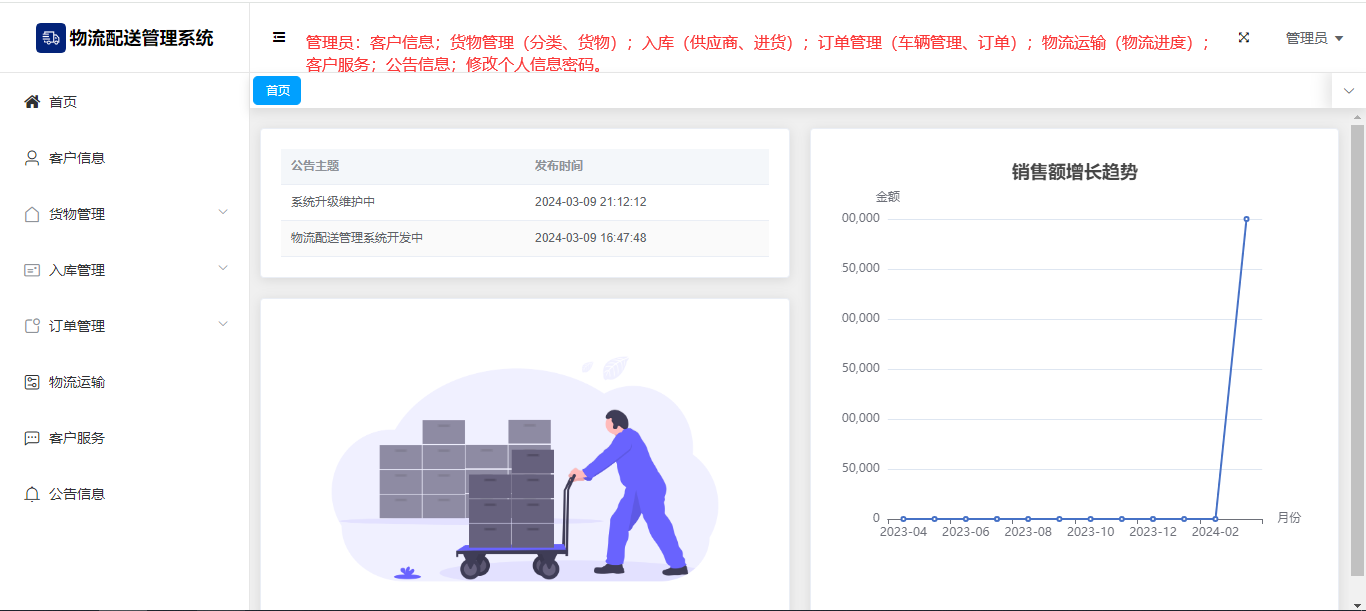 物流配送管理系统
管理员：客户信息；货物管理（分类、货物）；入库（供应商、进货）；订单管理（车辆管理、订单）；物流运输（物流进度）；
客户服务；公告信息；修改个人信息密码。
管理员
首页
客户信息
货物管理
入库管理
订单管理
物流运输
客户服务
公告信息
首页
公告主题 发布时间
系统升级维护中 2024-03-09 21:12:12
物流配送管理系统开发中 2024-03-09 16:47:48
销售额增长趋势
金额
00,000
50,000
00,000
50,000
00,000
50,000
0
月份
2023-04 2023-06 2023-08 2023-10 2023-12 2024-02